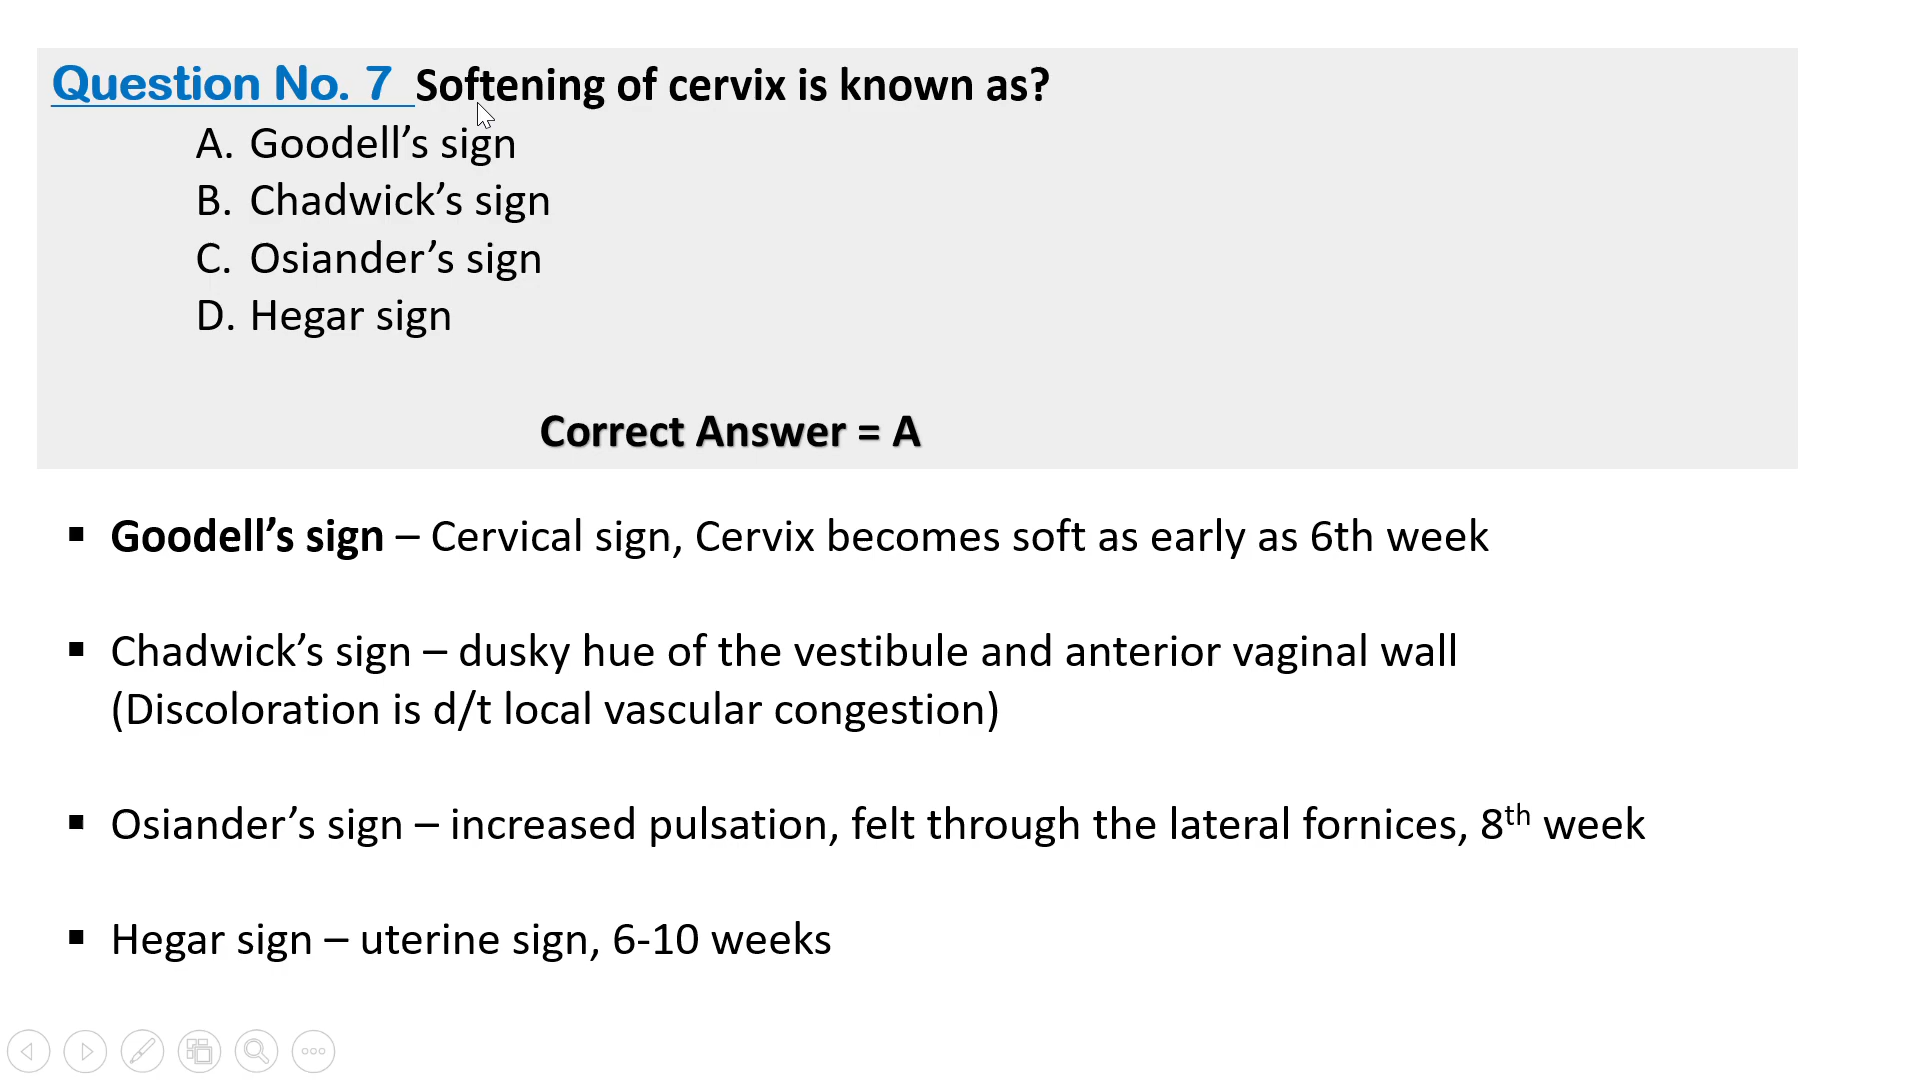 Question No. 7 Softening of cervix is known as?
A. Goodell’s sign
B. Chadwick’s sign
C. Osiander’s sign
D. Hegar sign
Correct Answer = A
▪ Goodell’s sign – Cervical sign, Cervix becomes soft as early as 6th week
▪ Chadwick’s sign – dusky hue of the vestibule and anterior vaginal wall
(Discoloration is d/t local vascular congestion)
▪ Osiander’s sign – increased pulsation, felt through the lateral fornices, 8th week
▪ Hegar sign – uterine sign, 6-10 weeks